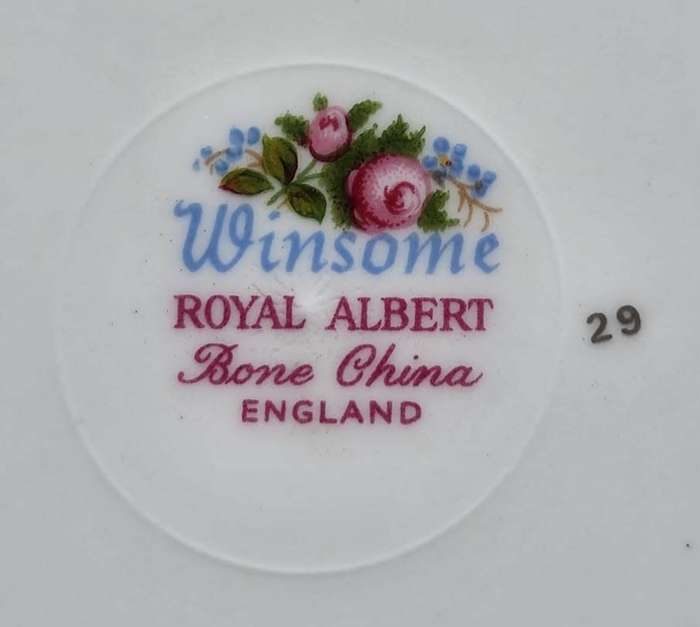 Winsome
ROYAL ALBERT
Bone China
ENGLAND
29